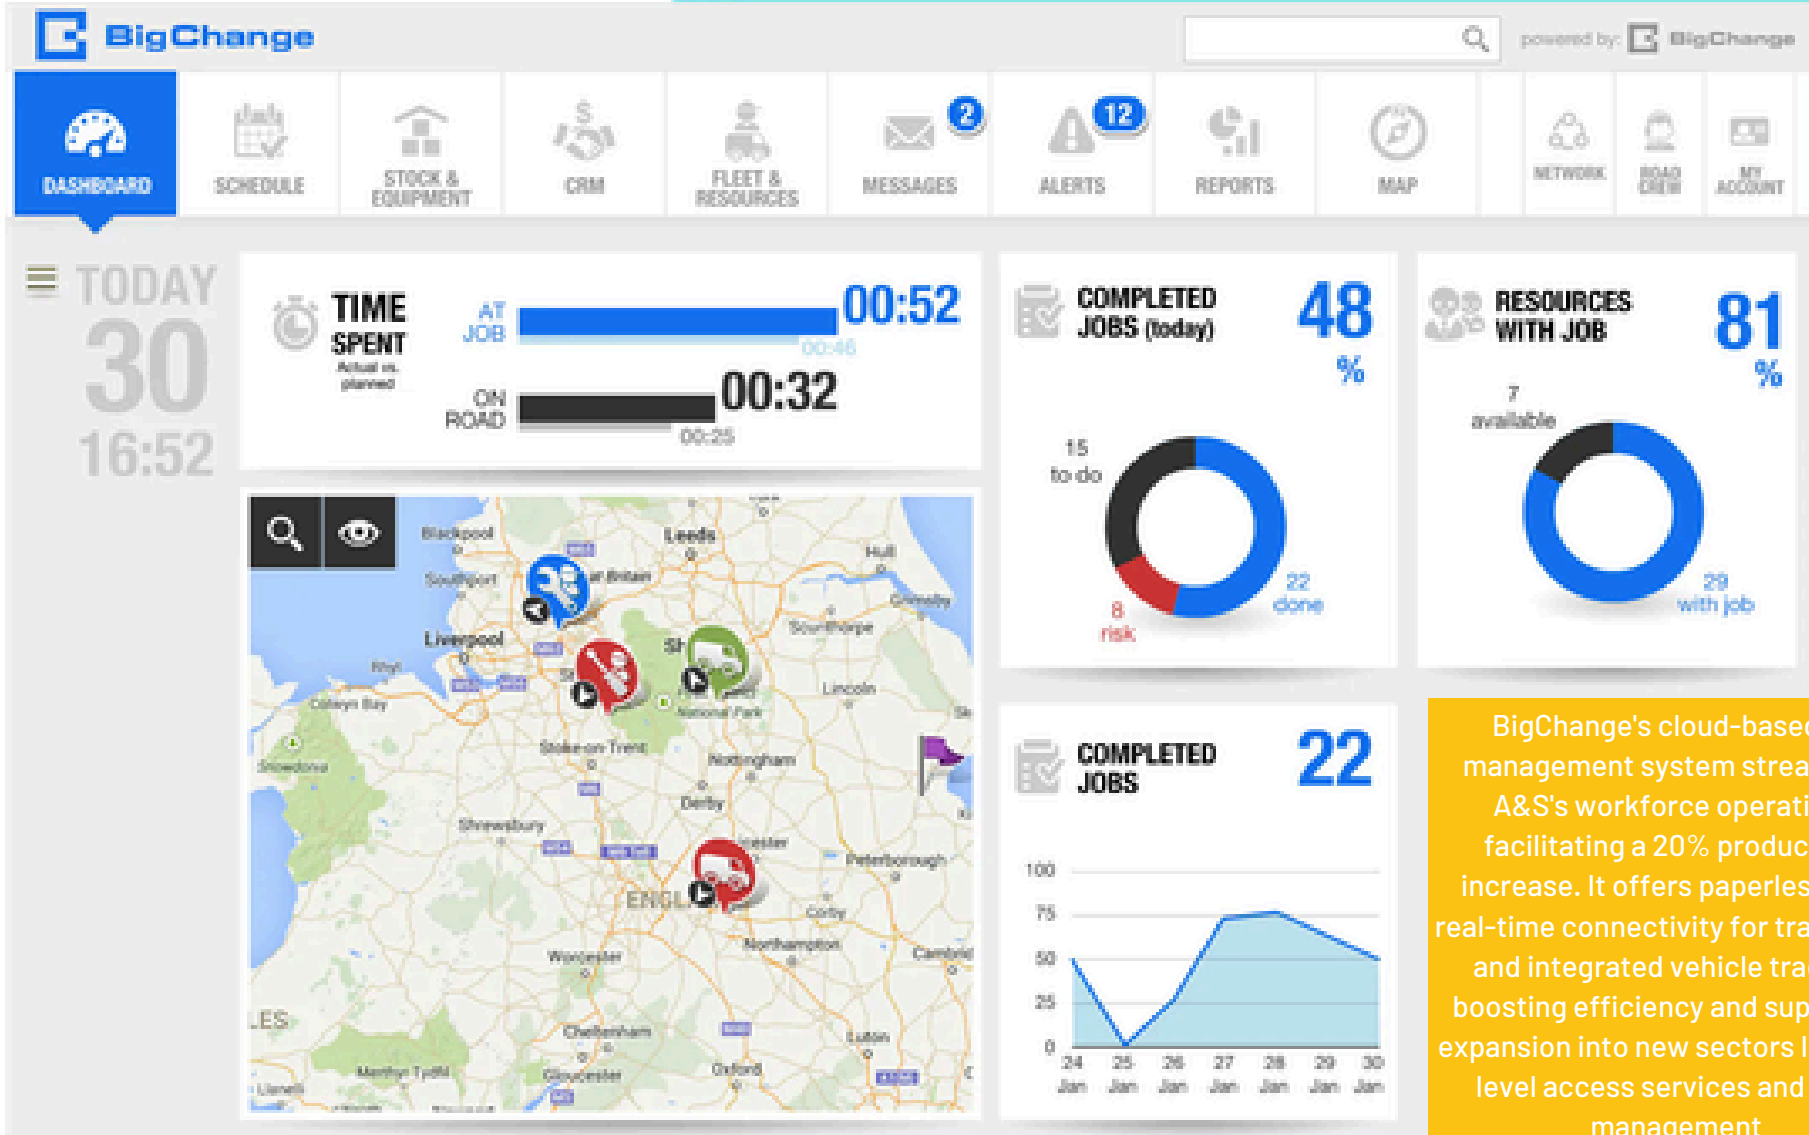 BigChange
powered by: BigChange
DASHBOARD
SCHEDULE
STOCK &
EQUIPMENT
CRM
FLEET &
RESOURCES
2
MESSAGES
12
ALERTS
REPORTS
MAP
NETWORK
ROAD
CREW
MY
ACCOUNT
TODAY
30
16:52
TIME
SPENT
Actual vs.
planned
AT
JOB
00:52
00:46
ON
ROAD
00:32
00:25
COMPLETED
JOBS (today)
48
%
15
to do
8
risk
22
done
RESOURCES
WITH JOB
81
%
7
available
29
with job
Blackpool
Leeds
Hull
Southport
Grimsby
Scunthorpe
Liverpool
Rhyl
Colwyn Bay
Lincoln
National Park
Snowdonia
Stoke-on-Trent
Nottingham
Derby
Shrewsbury
Peterborough
Corby
Northampton
Worcester
Cheltenham
Luton
Gloucester
Oxford
Merthyr Tydfil
Llanelli
COMPLETED
JOBS
22
100
75
50
25
0
24 25 26 27 28 29 30
Jan Jan Jan Jan Jan Jan Jan
BigChange's cloud-based
management system strea
A&S's workforce operati
facilitating a 20% produc
increase. It offers paperles
real-time connectivity for tra
and integrated vehicle tra
boosting efficiency and sup
expansion into new sectors l
level access services and
management